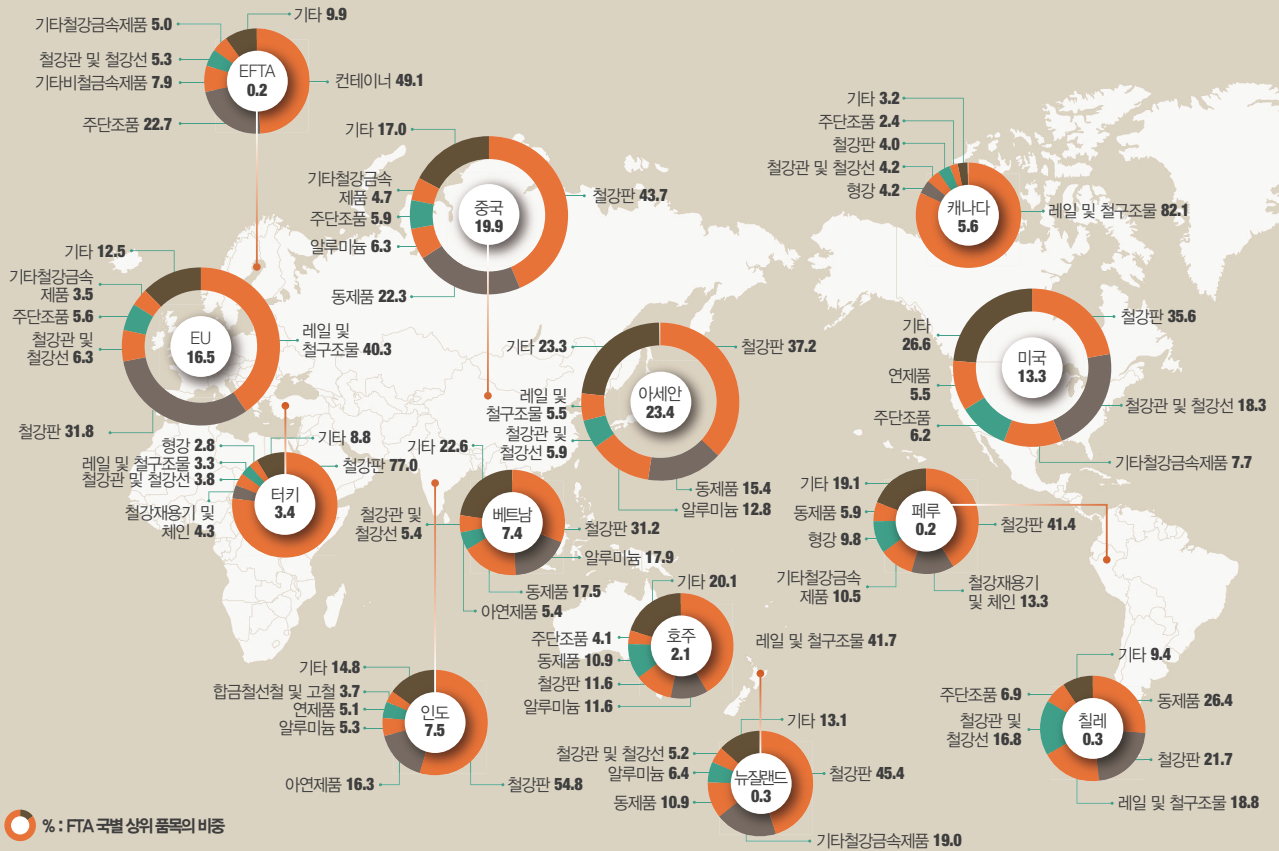 EFTA
0.2
기타 9.9
기타철강금속제품 5.0
철강관 및 철강선 5.3
기타비철금속제품 7.9
주단조품 22.7
컨테이너 49.1
중국
19.9
기타 17.0
기타철강금속
제품 4.7
주단조품 5.9
알루미늄 6.3
동제품 22.3
철강판 43.7
캐나다
5.6
기타 3.2
주단조품 2.4
철강판 4.0
철강관 및 철강선 4.2
형강 4.2
레일 및 철구조물 82.1
EU
16.5
기타 12.5
기타철강금속
제품 3.5
주단조품 5.6
철강관 및
철강선 6.3
철강판 31.8
레일 및
철구조물 40.3
아세안
23.4
기타 23.3
레일 및
철구조물 5.5
철강관 및
철강선 5.9
철강판 37.2
동제품 15.4
알루미늄 12.8
미국
13.3
기타
26.6
연제품
5.5
주단조품
6.2
철강판 35.6
철강관 및 철강선 18.3
기타철강금속제품 7.7
터키
3.4
형강 2.8
레일 및 철구조물 3.3
철강관 및 철강선 3.8
철강재용기 및
체인 4.3
기타 8.8
철강판 77.0
베트남
7.4
기타 22.6
철강관 및
철강선 5.4
철강판 31.2
알루미늄 17.9
동제품 17.5
아연제품 5.4
페루
0.2
기타 19.1
동제품 5.9
형강 9.8
기타철강금속
제품 10.5
철강판 41.4
철강재용기
및 체인 13.3
호주
2.1
기타 20.1
주단조품 4.1
동제품 10.9
철강판 11.6
알루미늄 11.6
레일 및 철구조물 41.7
인도
7.5
기타 14.8
합금철선철 및 고철 3.7
연제품 5.1
알루미늄 5.3
아연제품 16.3
철강판 54.8
뉴질랜드
0.3
기타 13.1
철강관 및 철강선 5.2
알루미늄 6.4
동제품 10.9
철강판 45.4
기타철강금속제품 19.0
칠레
0.3
기타 9.4
주단조품 6.9
철강관 및
철강선 16.8
동제품 26.4
철강판 21.7
레일 및 철구조물 18.8
% : FTA 국별 상위 품목의 비중